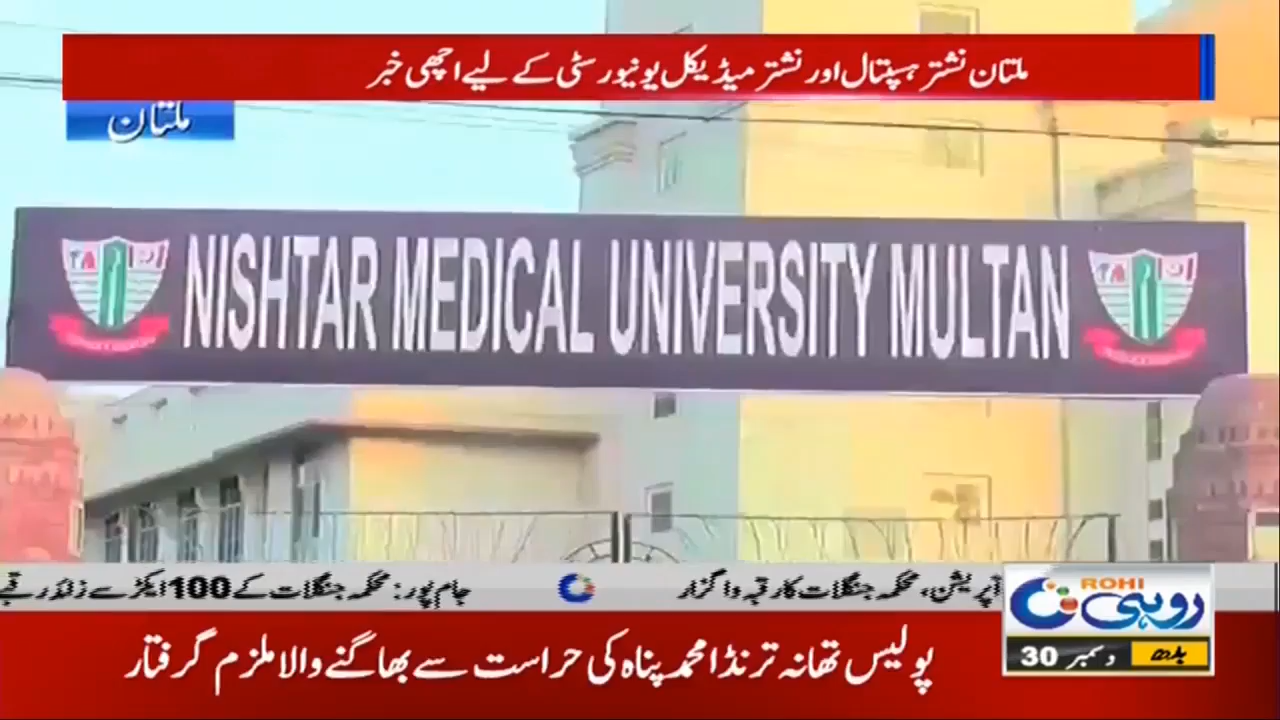 ملتان نشتر ہسپتال اور نشتر میڈیکل یونیورسٹی کے لیے اچھی خبر
ملتان
NISHTAR MEDICAL UNIVERSITY MULTAN
آپریشن، محکمہ جنگلات کا رقبہ واگزار
جام پور: محکمہ جنگلات کے 100 ایکڑ سے زائد رقبے
ROHI
روہی
30 دسمبر بدھ
پولیس تھانہ ترنڈا محمد پناہ کی حراست سے بھاگنے والا ملزم گرفتار